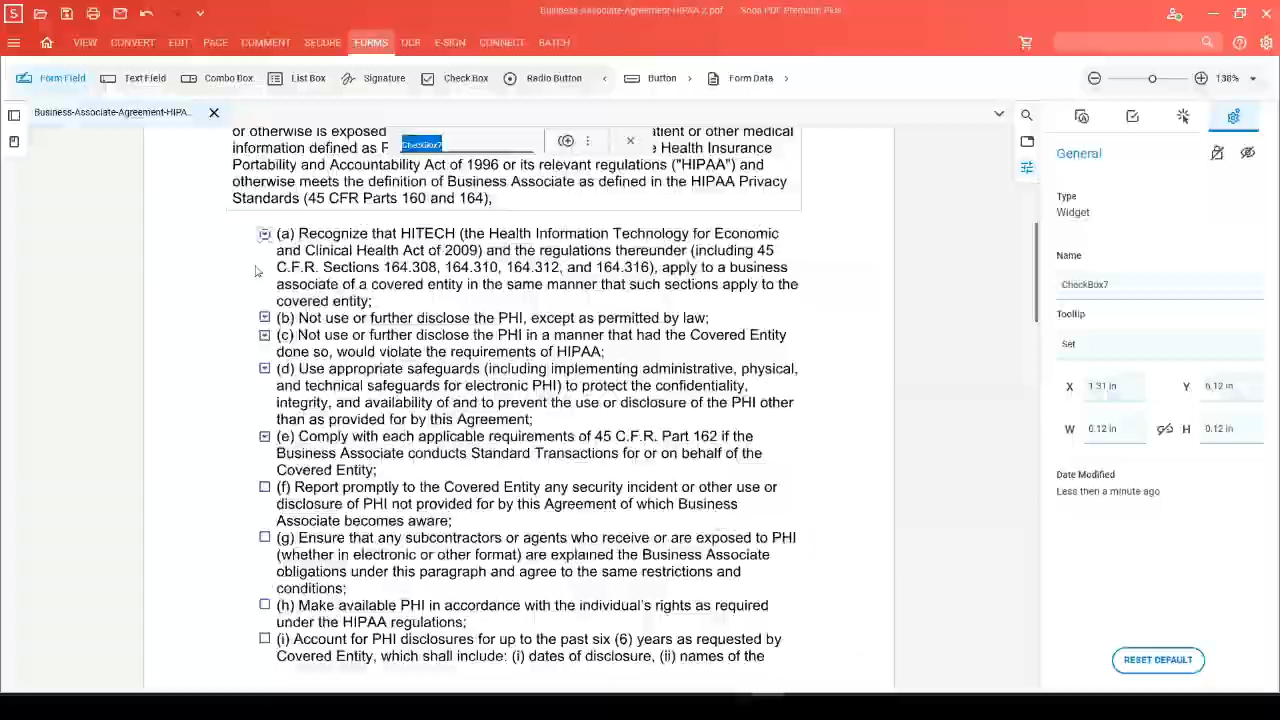 Business-Associate-Agreement-HIPAA 2.pdf - Soda PDF Premium Plus
VIEW CONVERT EDIT PAGE COMMENT SECURE FORMS OCR E-SIGN CONNECT BATCH
Form Field Text Field Combo Box List Box Signature Check Box Radio Button Button Form Data 138%
Business-Associate-Agreement-HIPA...
or otherwise is exposed
tient or other medical
information defined as
CheckBox7
e Health Insurance
Portability and Accountability Act of 1996 or its relevant regulations ("HIPAA") and
otherwise meets the definition of Business Associate as defined in the HIPAA Privacy
Standards (45 CFR Parts 160 and 164),
(a) Recognize that HITECH (the Health Information Technology for Economic
and Clinical Health Act of 2009) and the regulations thereunder (including 45
C.F.R. Sections 164.308, 164.310, 164.312, and 164.316), apply to a business
associate of a covered entity in the same manner that such sections apply to the
covered entity;
(b) Not use or further disclose the PHI, except as permitted by law;
(c) Not use or further disclose the PHI in a manner that had the Covered Entity
done so, would violate the requirements of HIPAA;
(d) Use appropriate safeguards (including implementing administrative, physical,
and technical safeguards for electronic PHI) to protect the confidentiality,
integrity, and availability of and to prevent the use or disclosure of the PHI other
than as provided for by this Agreement;
(e) Comply with each applicable requirements of 45 C.F.R. Part 162 if the
Business Associate conducts Standard Transactions for or on behalf of the
Covered Entity;
(f) Report promptly to the Covered Entity any security incident or other use or
disclosure of PHI not provided for by this Agreement of which Business
Associate becomes aware;
(g) Ensure that any subcontractors or agents who receive or are exposed to PHI
(whether in electronic or other format) are explained the Business Associate
obligations under this paragraph and agree to the same restrictions and
conditions;
(h) Make available PHI in accordance with the individual's rights as required
under the HIPAA regulations;
(i) Account for PHI disclosures for up to the past six (6) years as requested by
Covered Entity, which shall include: (i) dates of disclosure, (ii) names of the
General
Type
Widget
Name
CheckBox7
Tooltip
Set
X 1.31 in Y 6.12 in
W 0.12 in H 0.12 in
Date Modified
Less then a minute ago
RESET DEFAULT